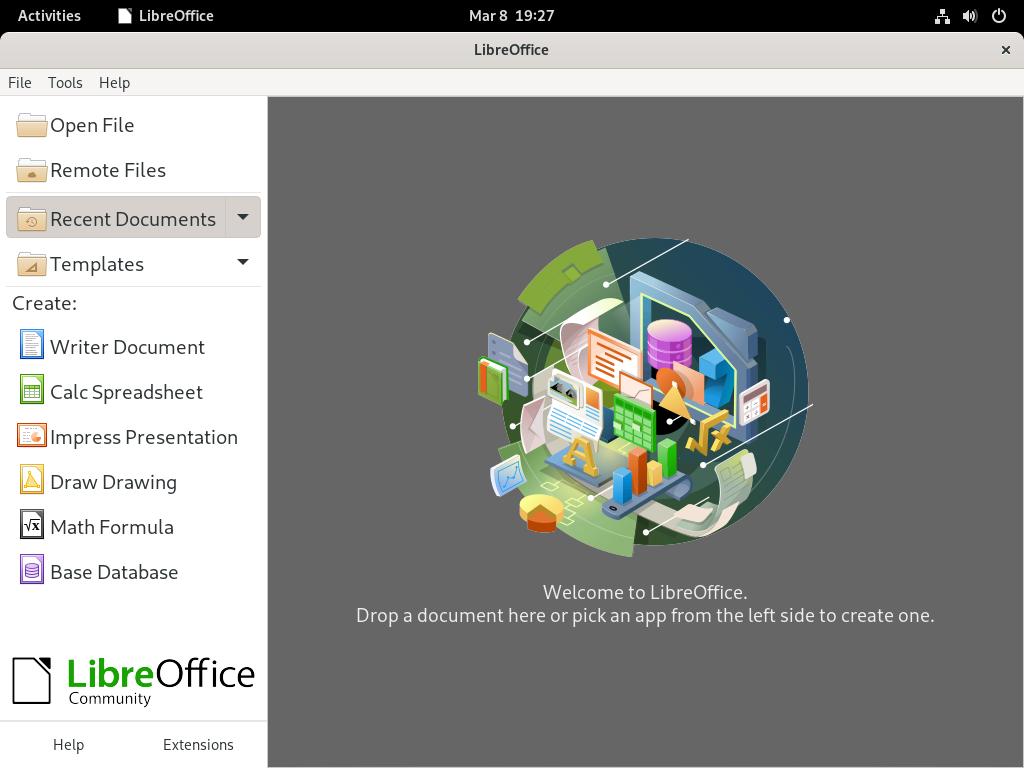 Activities LibreOffice Mar 8 19:27
LibreOffice
File Tools Help
Open File
Remote Files
Recent Documents
Templates
Create:
Writer Document
Calc Spreadsheet
Impress Presentation
Draw Drawing
Math Formula
Base Database
Welcome to LibreOffice.
Drop a document here or pick an app from the left side to create one.
LibreOffice
Community
Help Extensions